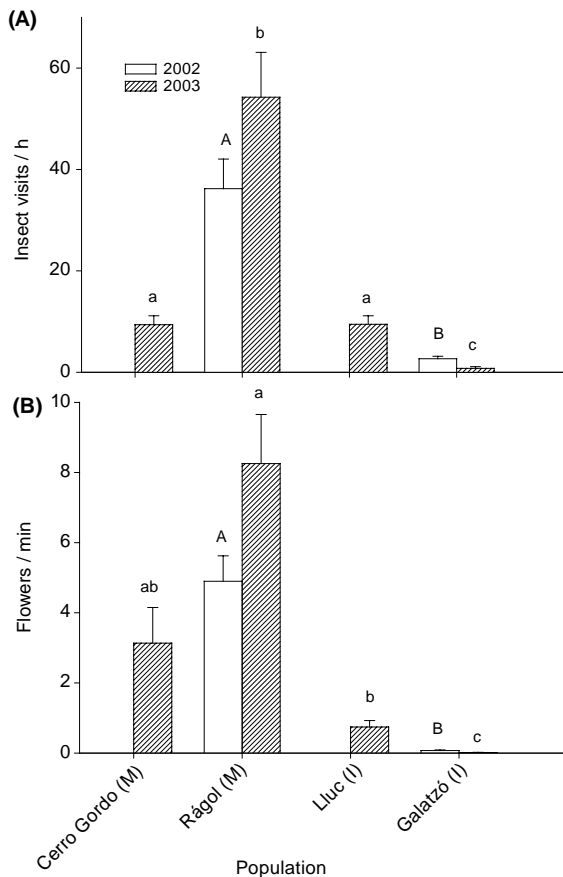 (A)
b
60
2002
2003
A
Insect visits / h
40
20
a
a
B
c
0
(B)
a
10
8
A
Flowers / min
6
ab
4
2
b
B
c
0
Cerro Gordo (M)
Rágol (M)
Lluc (I)
Galatzó (I)
Population